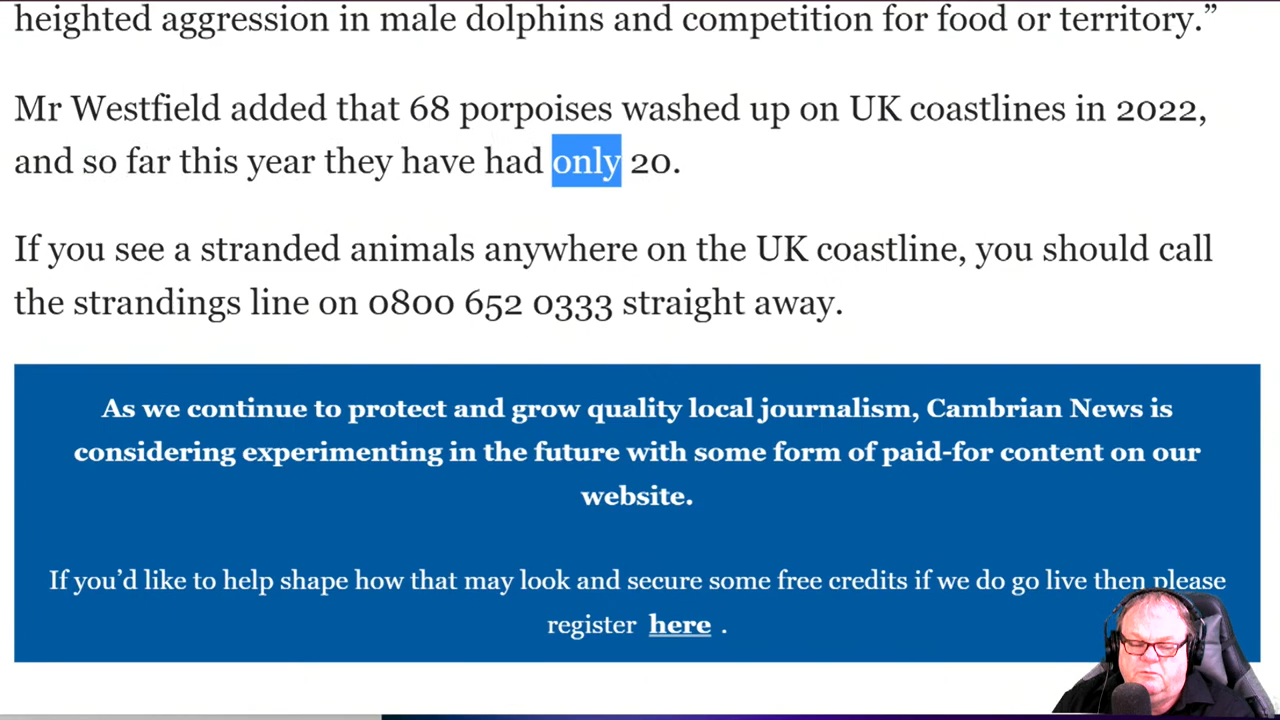 heighted aggression in male dolphins and competition for food or territory.”
Mr Westfield added that 68 porpoises washed up on UK coastlines in 2022,
and so far this year they have had only 20.
If you see a stranded animals anywhere on the UK coastline, you should call
the strandings line on 0800 652 0333 straight away.
As we continue to protect and grow quality local journalism, Cambrian News is
considering experimenting in the future with some form of paid-for content on our
website.
If you’d like to help shape how that may look and secure some free credits if we do go live then please
register here .